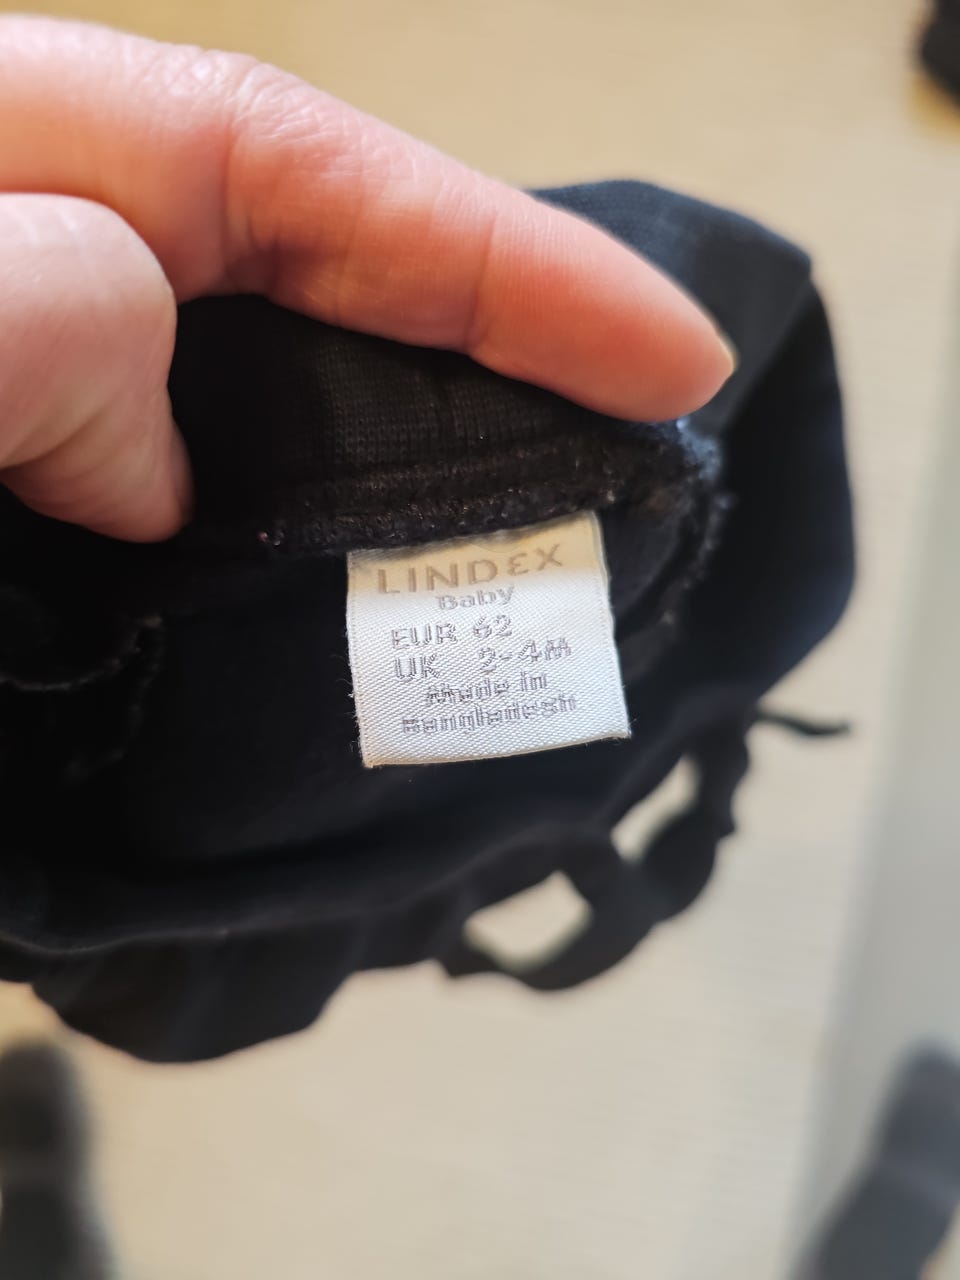 LINDEX
Baby
EUR 62
UK 2-4M
Made in
Bangladesh